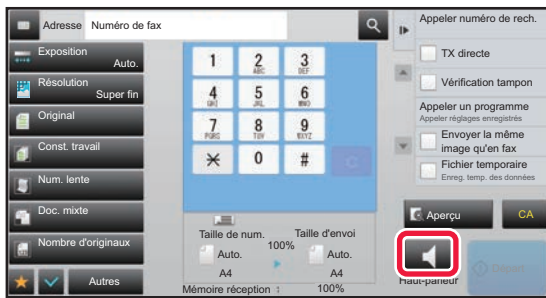 Adresse
Numéro de fax
Exposition
Auto.
Résolution
Super fin
Original
Const. travail
Num. lente
Doc. mixte
Nombre d'originaux
Autres
1
2
ABC
3
DEF
4
GHI
5
JKL
6
MNO
7
PQRS
8
TUV
9
WXYZ
0
#
C
Taille de num.
100%
Taille d'envoi
Auto.
A4
Auto.
A4
Mémoire réception :
100%
Appeler numéro de rech.
TX directe
Vérification tampon
Appeler un programme
Appeler réglages enregistrés
Envoyer la même
image qu'en fax
Fichier temporaire
Enreg. temp. des données
Aperçu
CA
Haut-parleur
Départ